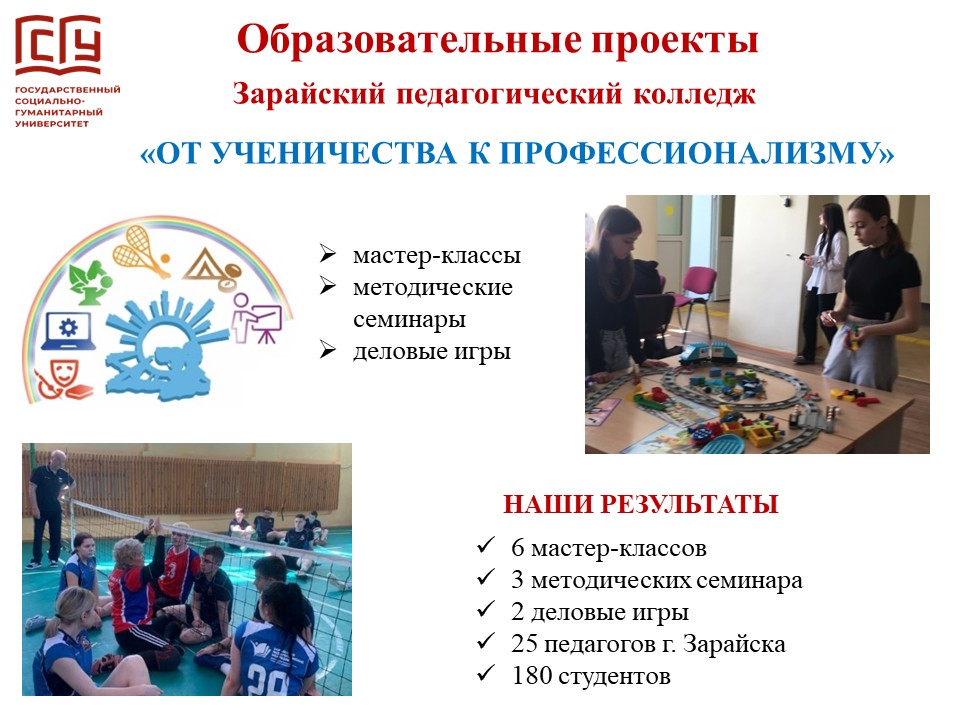 ГСГУ
ГОСУДАРСТВЕННЫЙ
СОЦИАЛЬНО-
ГУМАНИТАРНЫЙ
УНИВЕРСИТЕТ
Образовательные проекты
Зарайский педагогический колледж
«ОТ УЧЕНИЧЕСТВА К ПРОФЕССИОНАЛИЗМУ»
мастер-классы
методические
семинары
деловые игры
3
28
НАШИ РЕЗУЛЬТАТЫ
6 мастер-классов
3 методических семинара
2 деловые игры
25 педагогов г. Зарайска
180 студентов